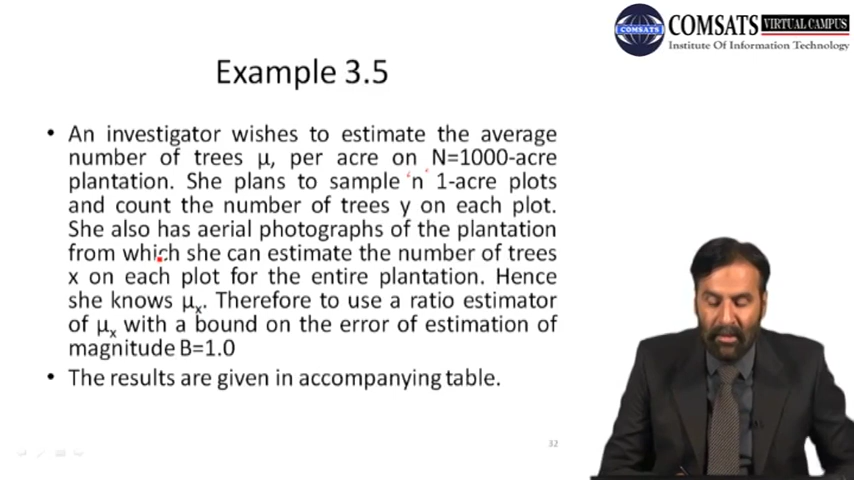 COMSATS VIRTUAL CAMPUS
COMSATS
Institute Of Information Technology
Example 3.5
• An investigator wishes to estimate the average
number of trees μ, per acre on N=1000-acre
plantation. She plans to sample 'n' 1-acre plots
and count the number of trees y on each plot.
She also has aerial photographs of the plantation
from which she can estimate the number of trees
x on each plot for the entire plantation. Hence
she knows μx. Therefore to use a ratio estimator
of μx with a bound on the error of estimation of
magnitude B=1.0
• The results are given in accompanying table.
32